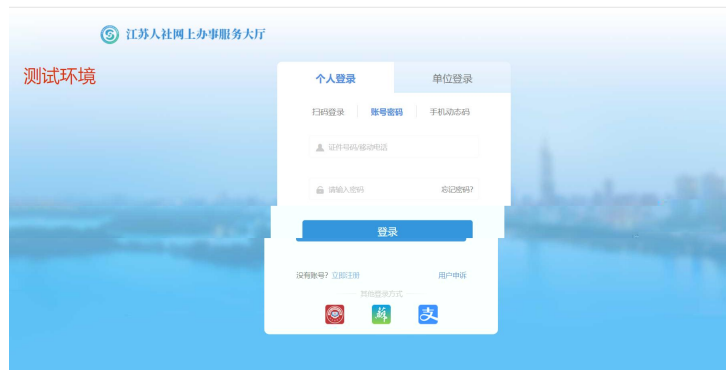 江苏人社网上办事服务大厅
测试环境
个人登录 单位登录
扫码登录 账号密码 手机动态码
证件号码/移动电话
请输入密码 忘记密码?
登录
没有账号? 立即注册 用户申诉
其他登录方式
苏
支